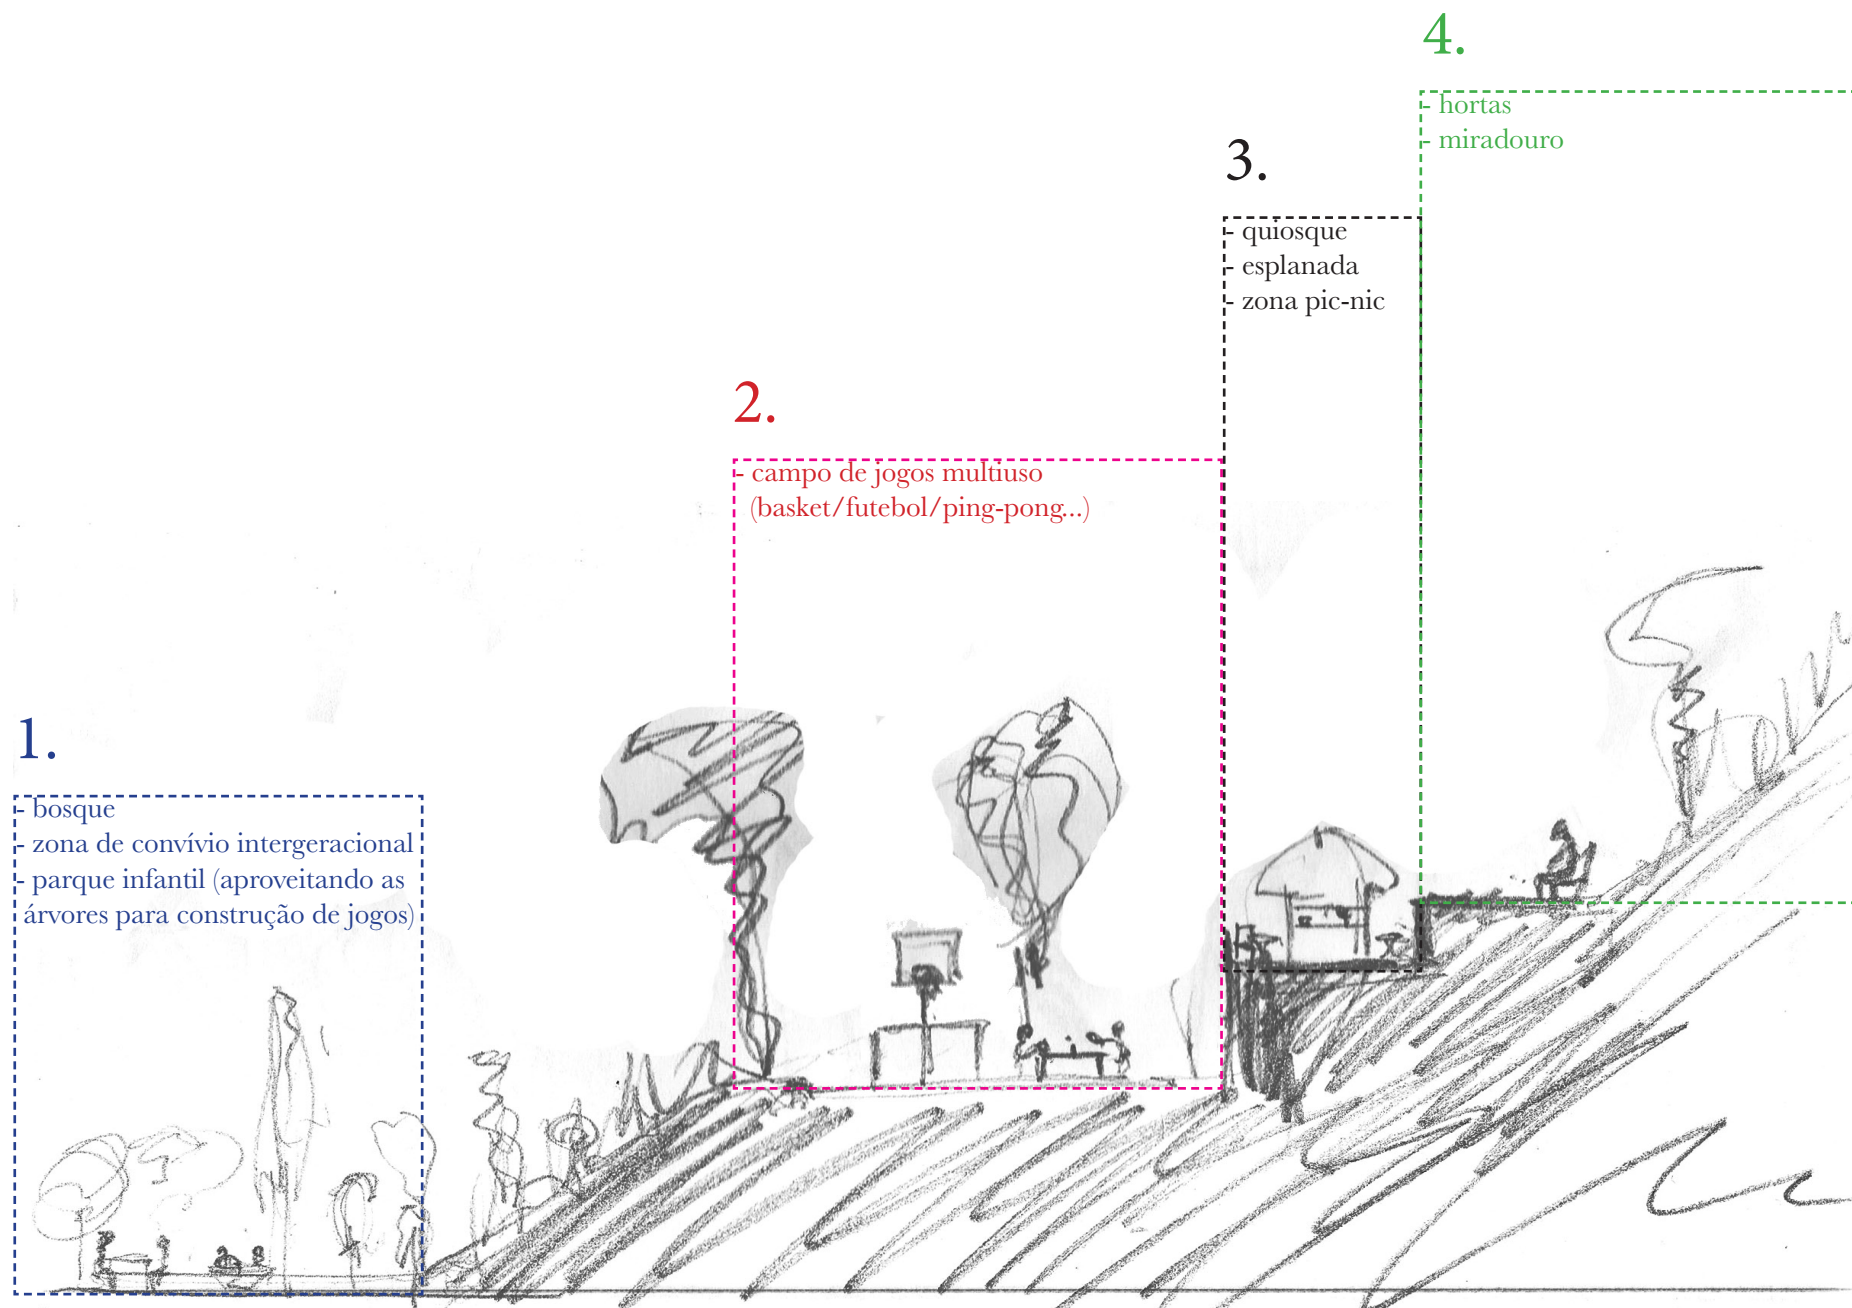 1.
- bosque
- zona de convívio intergeracional
- parque infantil (aproveitando as
árvores para construção de jogos)
2.
- campo de jogos multiuso
(basket/futebol/ping-pong...)
3.
- quiosque
- esplanada
- zona pic-nic
4.
- hortas
- miradouro